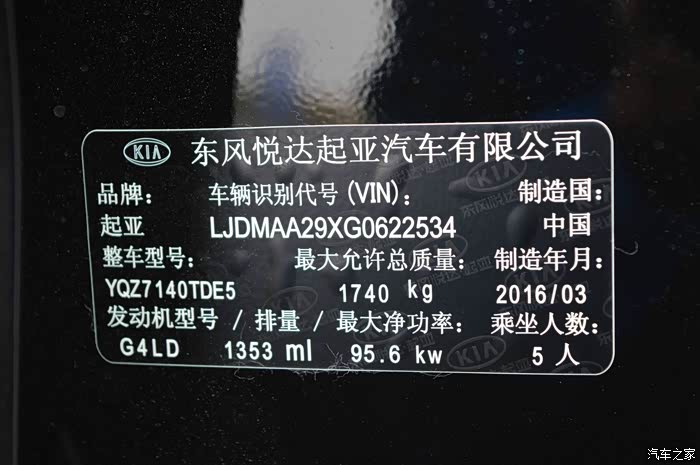 KIA 东风悦达起亚汽车有限公司
品牌： 车辆识别代号(VIN)： 制造国：
起亚 LJDMAA29XG0622534 中国
整车型号： 最大允许总质量： 制造年月：
YQZ7140TDE5 1740 kg 2016/03
发动机型号 / 排量 / 最大净功率： 乘坐人数：
G4LD 1353 ml 95.6 kw 5 人
汽车之家